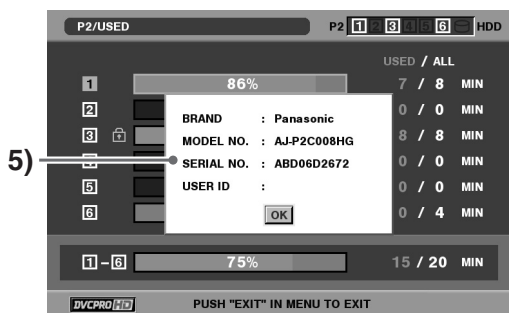 P2/USED P2 1 2 3 4 5 6 HDD
USED / ALL
1 86% 7 / 8 MIN
2 0 / 0 MIN
3 8 / 8 MIN
0 / 0 MIN
5 0 / 0 MIN
6 0 / 4 MIN
BRAND : Panasonic
MODEL NO. : AJ-P2C008HG
5) SERIAL NO. : ABD06D2672
USER ID :
OK
1-6 75% 15 / 20 MIN
DVCPRO HD PUSH "EXIT" IN MENU TO EXIT